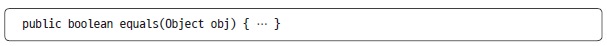 public boolean equals(Object obj) { ⋯ }